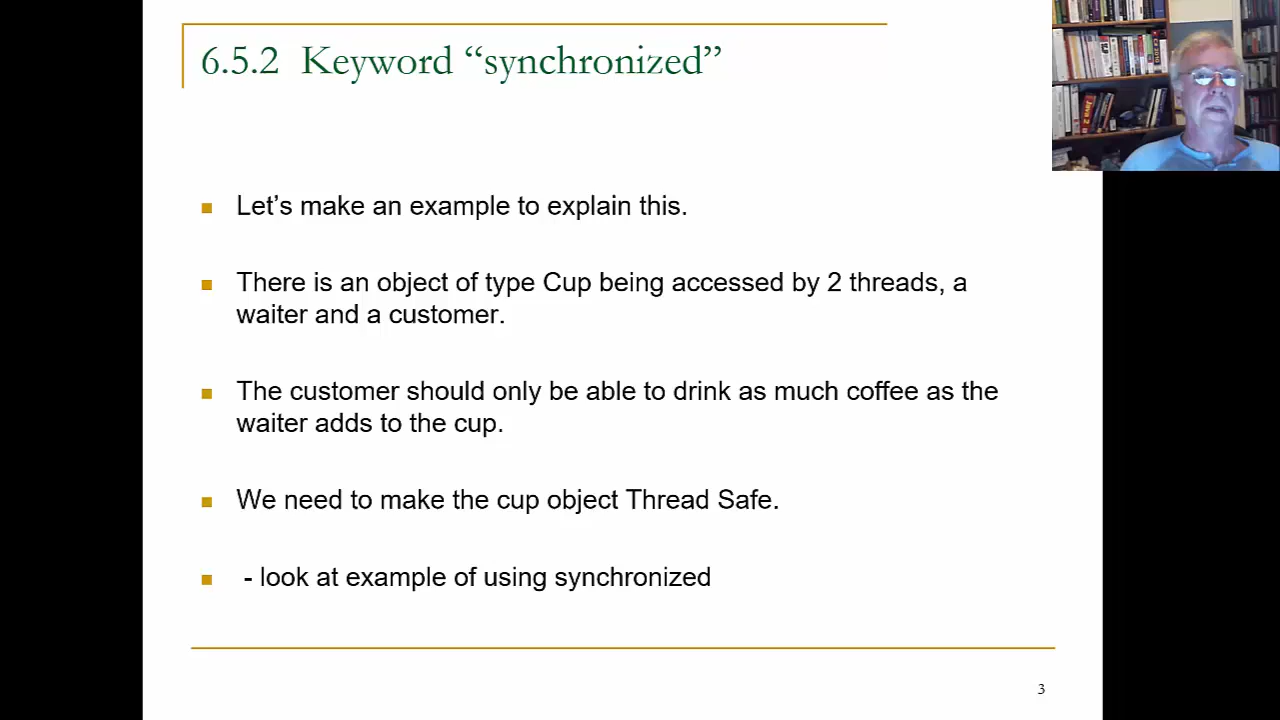 6.5.2 Keyword “synchronized”
Let’s make an example to explain this.
There is an object of type Cup being accessed by 2 threads, a
waiter and a customer.
The customer should only be able to drink as much coffee as the
waiter adds to the cup.
We need to make the cup object Thread Safe.
- look at example of using synchronized
3